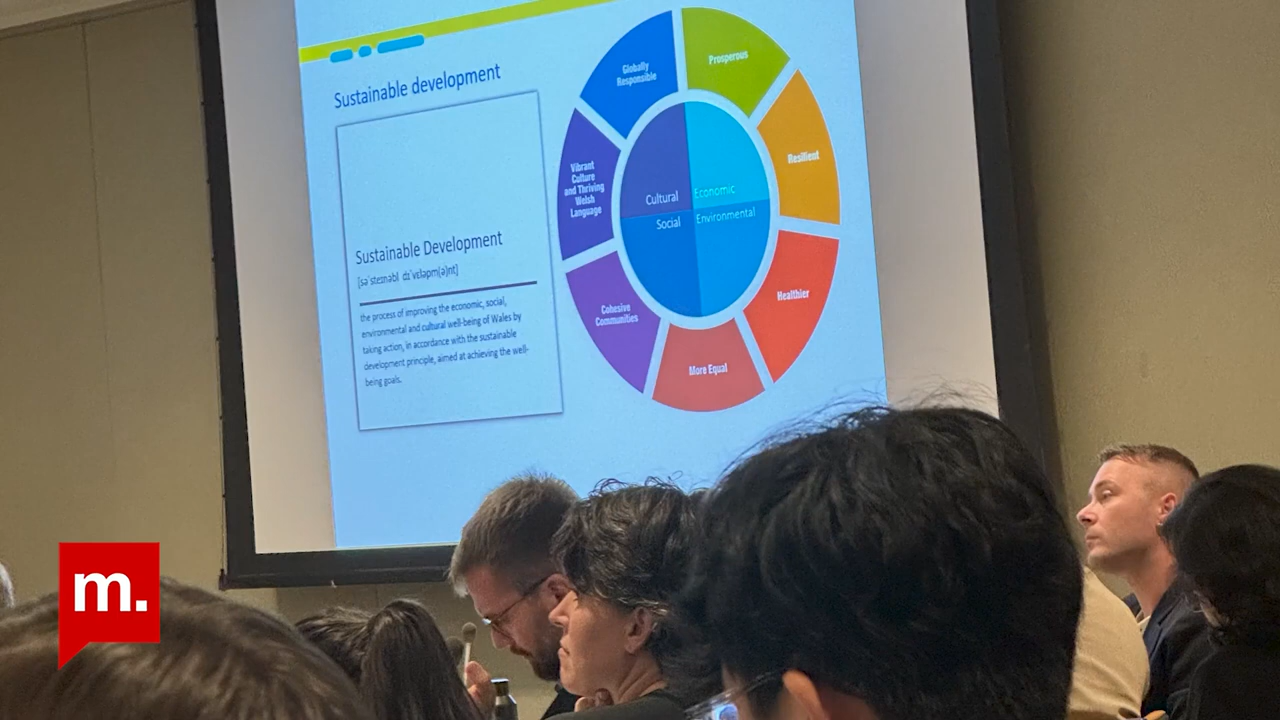 Sustainable development
Sustainable Development
the process of improving the economic, social,
environmental and cultural well-being of Wales by
taking action, in accordance with the sustainable
development principle, aimed at achieving the well-
being goals.
Globally
Responsible
Prosperous
Resilient
Healthier
More Equal
Cohesive
Communities
Vibrant
Culture
and Thriving
Welsh
Language
Cultural
Economic
Social
Environmental
m.